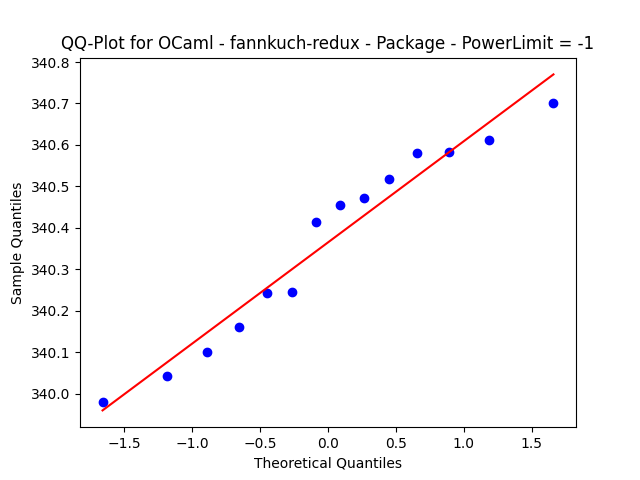 QQ-Plot for OCaml - fannkuch-redux - Package - PowerLimit = -1
340.8
340.7
340.6
340.5
340.4
340.3
340.2
340.1
340.0
Sample Quantiles
−1.5 −1.0 −0.5 0.0 0.5 1.0 1.5
Theoretical Quantiles